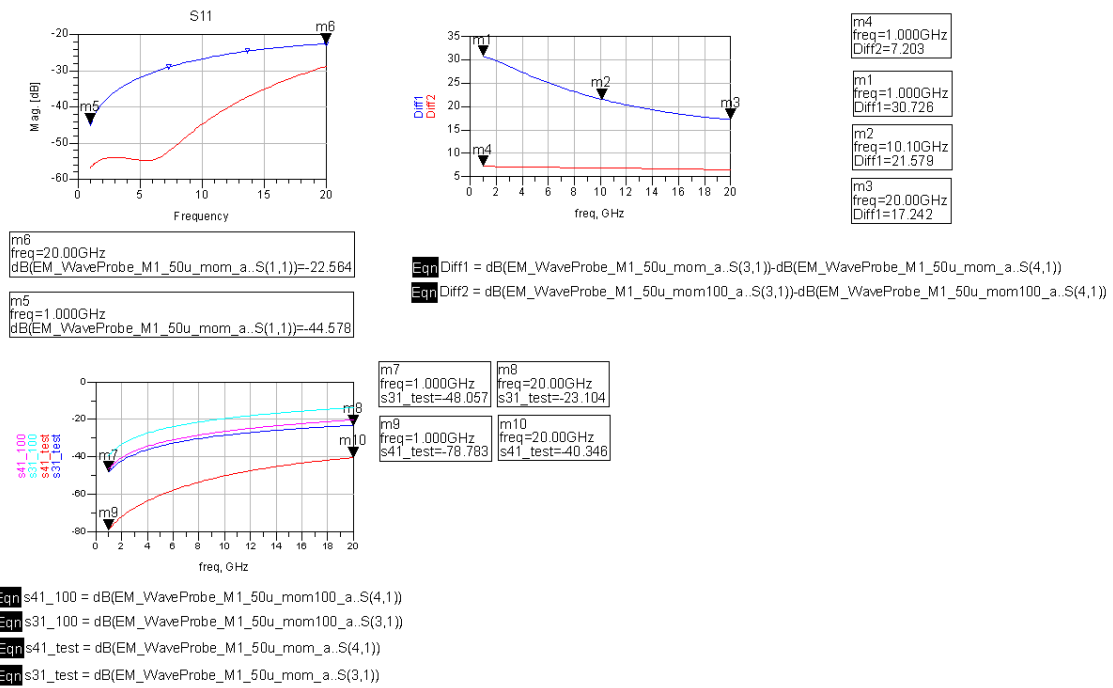 S11
-20
-30
-40
-50
-60
0
5
10
15
20
Mag. [dB]
Frequency
m5
m6
m6
freq=20.00GHz
dB(EM_WaveProbe_M1_50u_mom_a..S(1,1))=-22.564
m5
freq=1.000GHz
dB(EM_WaveProbe_M1_50u_mom_a..S(1,1))=-44.578
35
30
25
20
15
10
5
0
2
4
6
8
10
12
14
16
18
20
Diff1
Diff2
freq, GHz
m1
m2
m3
m4
m4
freq=1.000GHz
Diff2=7.203
m1
freq=1.000GHz
Diff1=30.726
m2
freq=10.10GHz
Diff1=21.579
m3
freq=20.00GHz
Diff1=17.242
Eqn Diff1 = dB(EM_WaveProbe_M1_50u_mom_a..S(3,1))-dB(EM_WaveProbe_M1_50u_mom_a..S(4,1))
Eqn Diff2 = dB(EM_WaveProbe_M1_50u_mom100_a..S(3,1))-dB(EM_WaveProbe_M1_50u_mom100_a..S(4,1))
0
-20
-40
-60
-80
0
2
4
6
8
10
12
14
16
18
20
s41_100
s31_100
s41_test
s31_test
freq, GHz
m7
m8
m9
m10
m7
freq=1.000GHz
s31_test=-48.057
m8
freq=20.00GHz
s31_test=-23.104
m9
freq=1.000GHz
s41_test=-78.783
m10
freq=20.00GHz
s41_test=-40.346
Eqn s41_100 = dB(EM_WaveProbe_M1_50u_mom100_a..S(4,1))
Eqn s31_100 = dB(EM_WaveProbe_M1_50u_mom100_a..S(3,1))
Eqn s41_test = dB(EM_WaveProbe_M1_50u_mom_a..S(4,1))
Eqn s31_test = dB(EM_WaveProbe_M1_50u_mom_a..S(3,1))